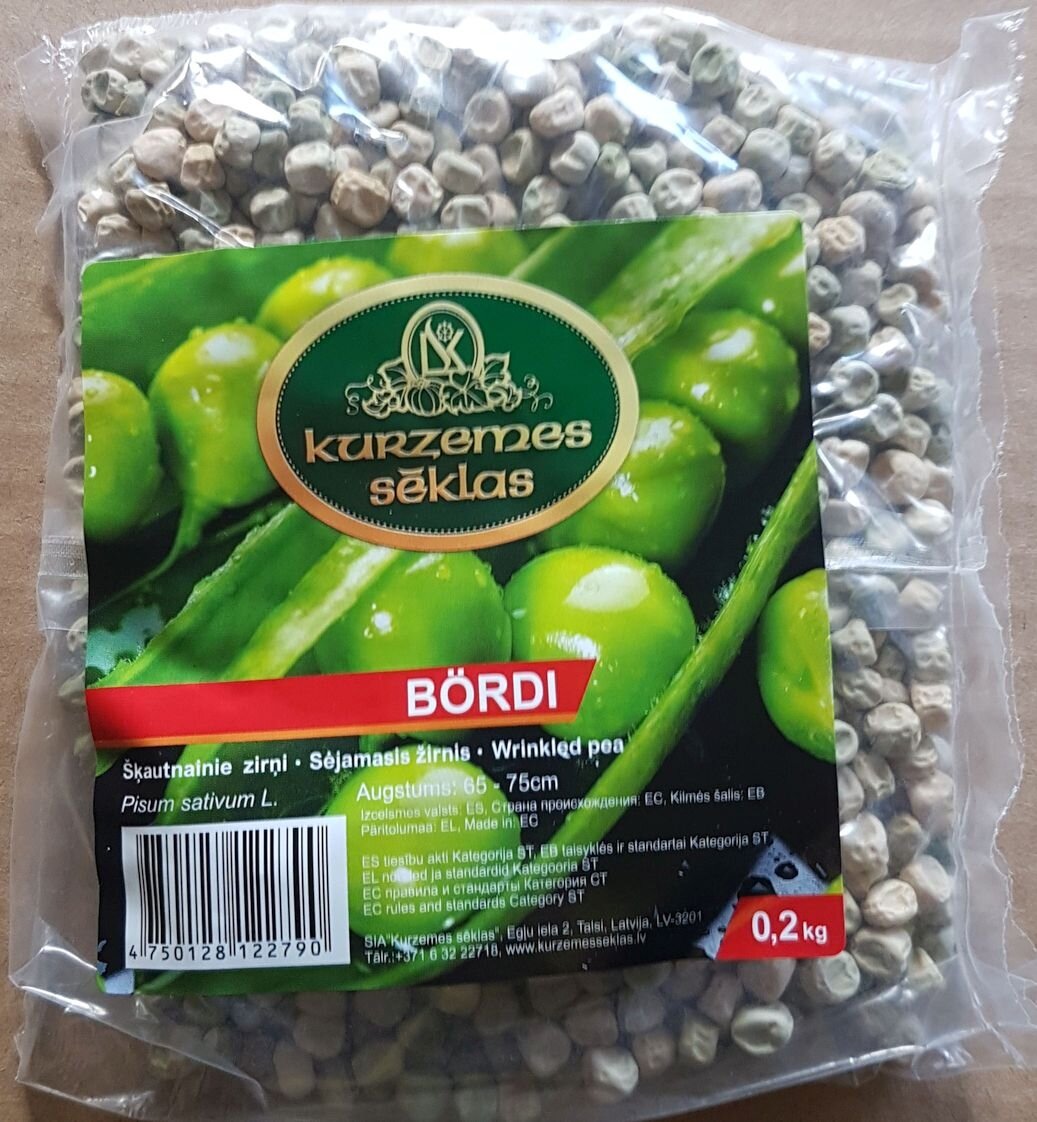 kurzemes
sēklas
BÖRDI
Šķautnainie zirņi • Sėjamasis žirnis • Wrinkled pea
Pisum sativum L.
Augstums: 65 - 75cm
Izcelsmes valsts: ES, Страна происхождения: ЕС, Kilmės šalis: EB
Päritolumaa: EL, Made in: EC
ES tiesību akti Kategorija ST, EB taisyklės ir standartai Kategorija ST
EL ja standardid Kategooria ST
ЕС правила и стандарты Категория СТ
EC rules and standards Category ST
SIA"Kurzemes sēklas", Egļu iela 2, Talsi, Latvija, LV-3201
Tālr.:+371 6 32 22718, www.kurzemesseklas.lv
0,2 kg
4 750128 122790